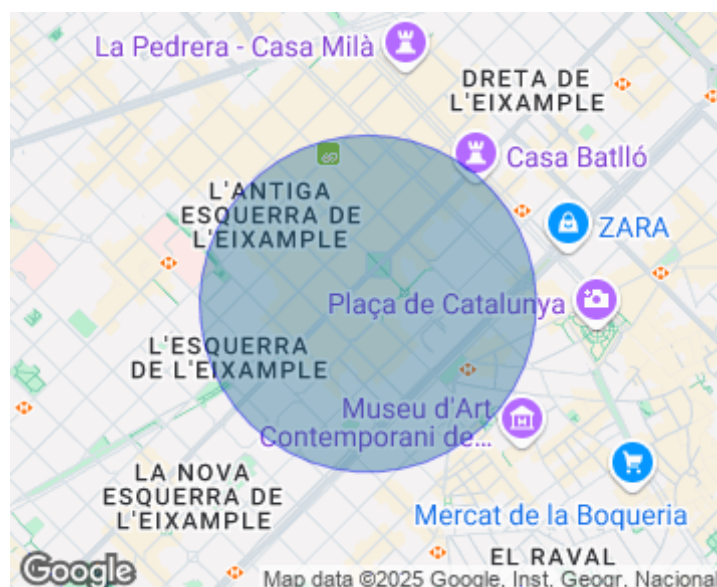 La Pedrera - Casa Milà
DRETA DE
L'EIXAMPLE
Casa Batlló
L'ANTIGA
ESQUERRA DE
L'EIXAMPLE
ZARA
Plaça de Catalunya
L'ESQUERRA
DE L'EIXAMPLE
Museu d'Art
Contemporani de...
LA NOVA
ESQUERRA DE
L'EIXAMPLE
Mercat de la Boqueria
EL RAVAL
Google
Map data ©2025 Google, Inst. Geogr. Nacional